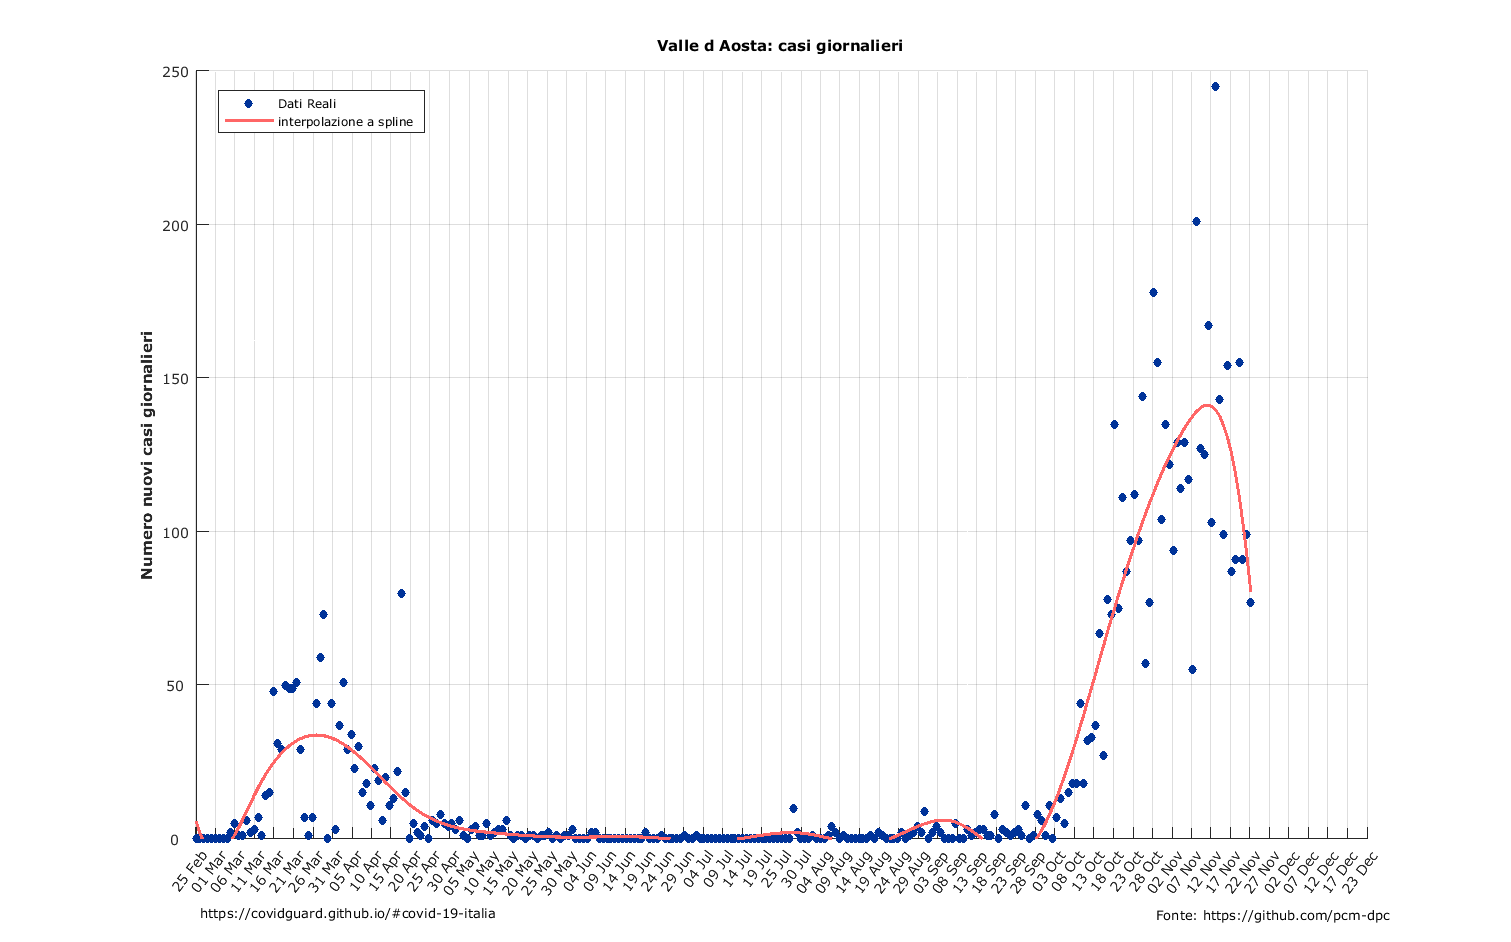 Valle d Aosta: casi giornalieri
250
200
150
100
50
0
Numero nuovi casi giornalieri
Dati Reali
interpolazione a spline
25 Feb
01 Mar
06 Mar
11 Mar
16 Mar
21 Mar
26 Mar
31 Mar
05 Apr
10 Apr
15 Apr
20 Apr
25 Apr
30 Apr
05 May
10 May
15 May
20 May
25 May
30 May
04 Jun
09 Jun
14 Jun
19 Jun
24 Jun
29 Jun
04 Jul
09 Jul
14 Jul
19 Jul
25 Jul
30 Jul
04 Aug
09 Aug
14 Aug
19 Aug
24 Aug
29 Aug
03 Sep
08 Sep
13 Sep
18 Sep
23 Sep
28 Sep
03 Oct
08 Oct
13 Oct
18 Oct
23 Oct
28 Oct
02 Nov
07 Nov
12 Nov
17 Nov
22 Nov
27 Nov
02 Dec
07 Dec
12 Dec
17 Dec
23 Dec
https://covidguard.github.io/#covid-19-italia
Fonte: https://github.com/pcm-dpc